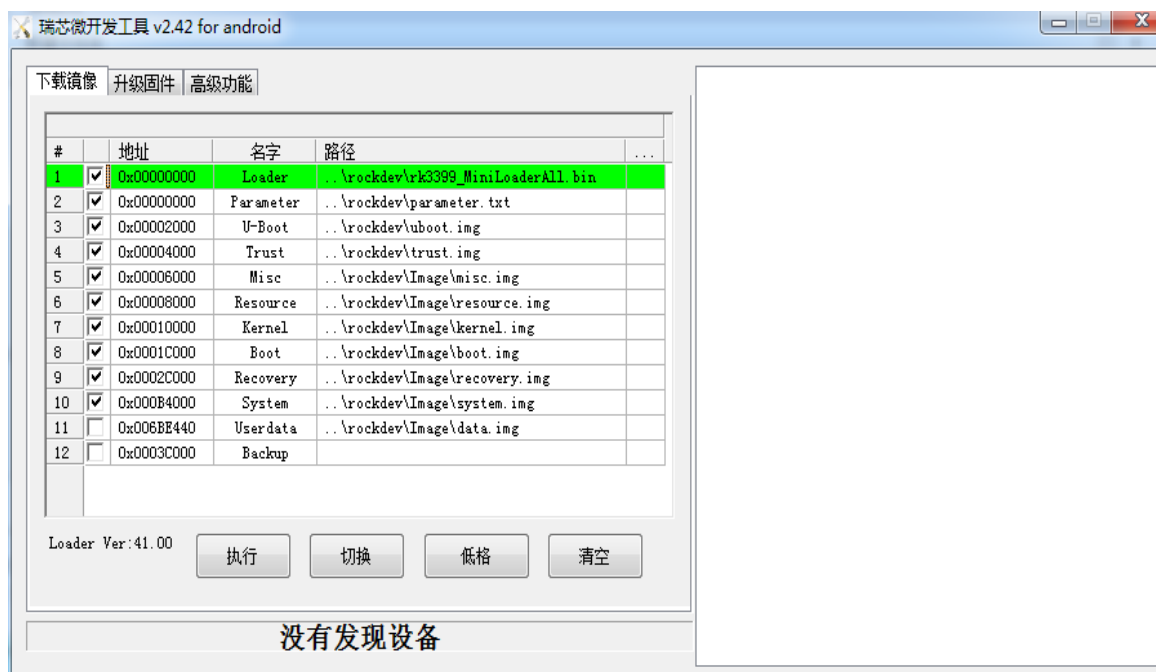 瑞芯微开发工具 v2.42 for android
下载镜像 升级固件 高级功能
# 地址 名字 路径 ...
1 0x00000000 Loader ..\rockdev\rk3399_MiniLoaderAll.bin
2 0x00000000 Parameter ..\rockdev\parameter.txt
3 0x00002000 U-Boot ..\rockdev\uboot.img
4 0x00004000 Trust ..\rockdev\trust.img
5 0x00006000 Misc ..\rockdev\Image\misc.img
6 0x00008000 Resource ..\rockdev\Image\resource.img
7 0x00010000 Kernel ..\rockdev\Image\kernel.img
8 0x0001C000 Boot ..\rockdev\Image\boot.img
9 0x0002C000 Recovery ..\rockdev\Image\recovery.img
10 0x000B4000 System ..\rockdev\Image\system.img
11 0x006BE440 Userdata ..\rockdev\Image\data.img
12 0x0003C000 Backup
Loader Ver:41.00 执行 切换 低格 清空
没有发现设备